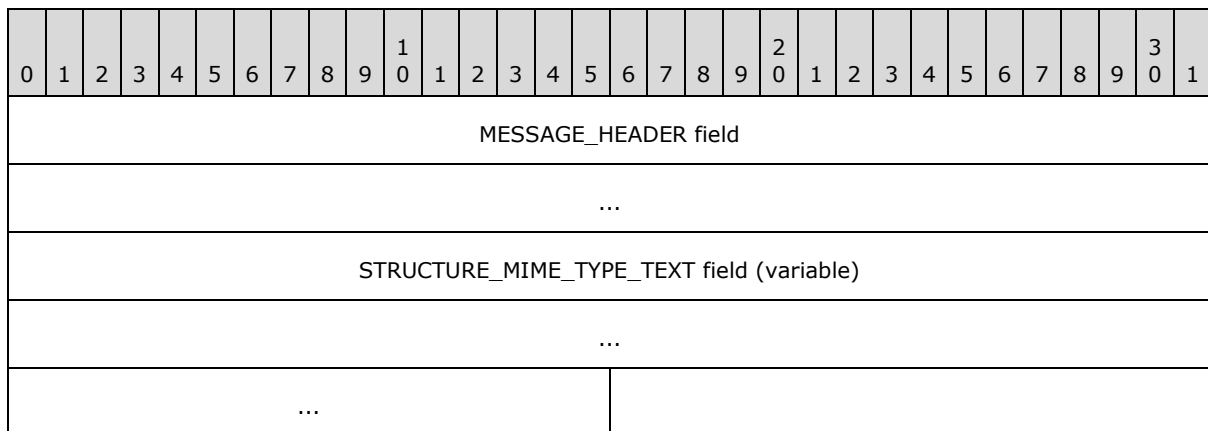 1 2 3
0 1 2 3 4 5 6 7 8 9 0 1 2 3 4 5 6 7 8 9 0 1 2 3 4 5 6 7 8 9 0 1
MESSAGE_HEADER field
...
STRUCTURE_MIME_TYPE_TEXT field (variable)
...
...